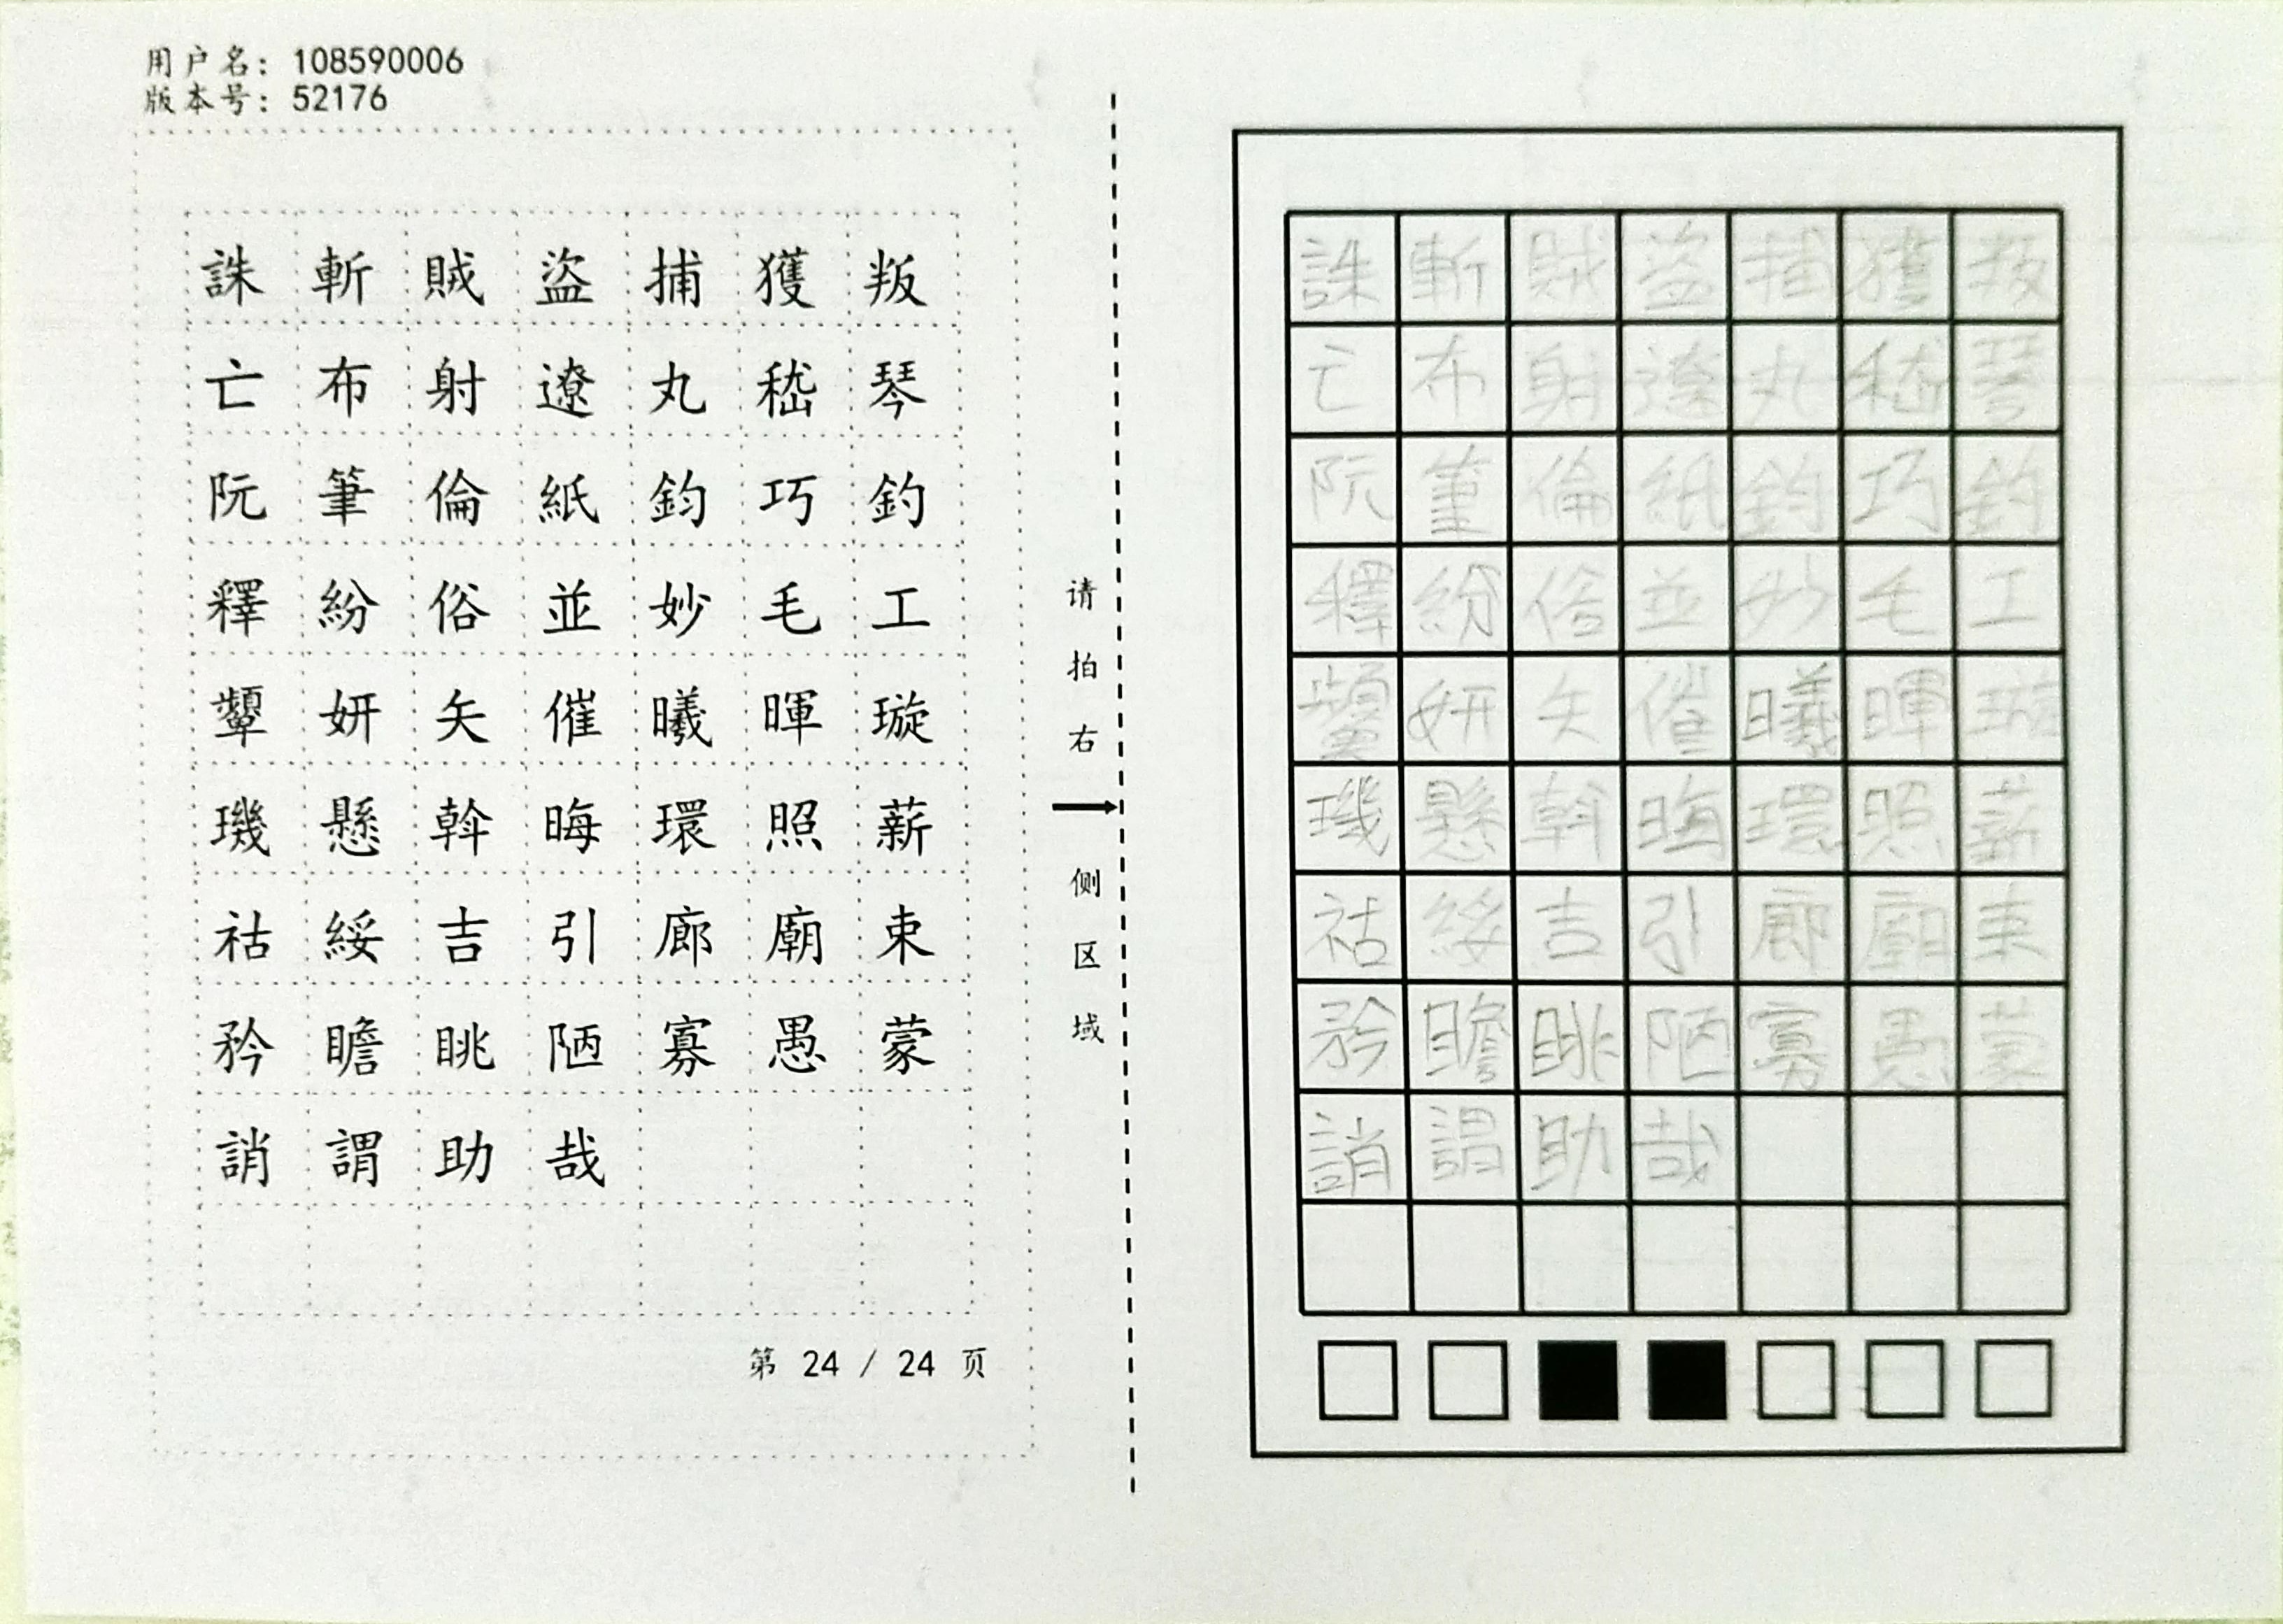 用户名: 108590006
版本号: 52176
誅斬賊盜捕獲叛
亡布射遼丸嵇琴
阮筆倫紙鈞巧釣
釋紛俗並妙毛工
顰妍矢催曦暉璇
璣懸斡晦環照薪
祜綏吉引廊廟束
矜瞻眺陋寡愚蒙
誚謂助哉
第 24 / 24 页
请拍右
侧区域
誅斬賊盜捕獲叛
亡布射遼丸嵇琴
阮筆倫紙鈞巧釣
釋紛俗並妙毛工
顰妍矢催曦暉璇
璣懸斡晦環照薪
祜綏吉引廊廟束
矜瞻眺陋寡愚蒙
誚謂助哉